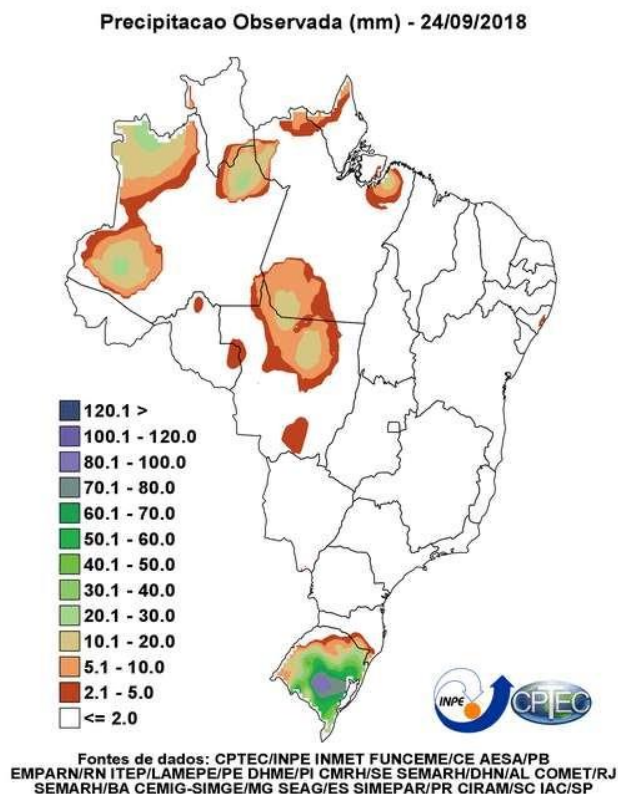 Precipitacao Observada (mm) - 24/09/2018
120.1 >
100.1 - 120.0
80.1 - 100.0
70.1 - 80.0
60.1 - 70.0
50.1 - 60.0
40.1 - 50.0
30.1 - 40.0
20.1 - 30.0
10.1 - 20.0
5.1 - 10.0
2.1 - 5.0
<= 2.0
INPE
CPTEC
Fontes de dados: CPTEC/INPE INMET FUNCEME/CE AESA/PB
EMPARN/RN ITEP/LAMEPE/PE DHME/PI CMRH/SE SEMARH/DHN/AL COMET/RJ
SEMARH/BA CEMIG-SIMGE/MG SEAG/ES SIMEPAR/PR CIRAM/SC IAC/SP